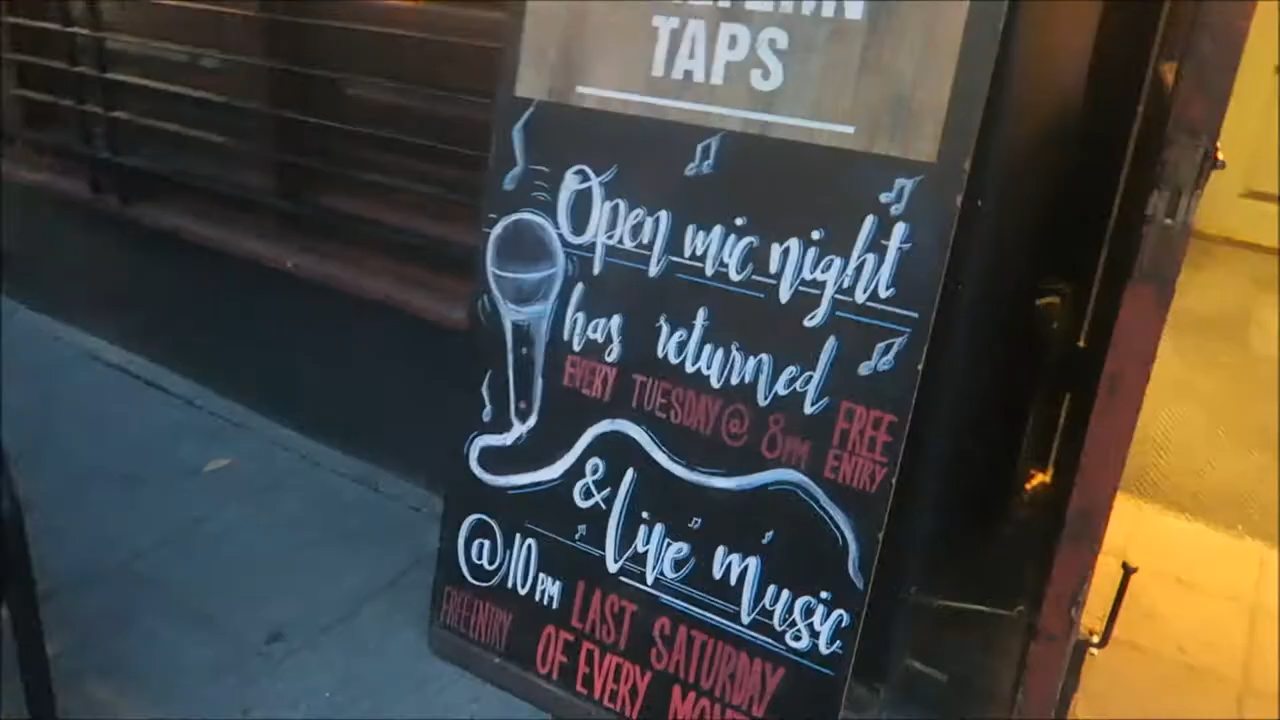 TAPS
Open mic night
has returned
EVERY TUESDAY @ 8PM FREE ENTRY
& live music
@10PM
FREE ENTRY
LAST SATURDAY
OF EVERY